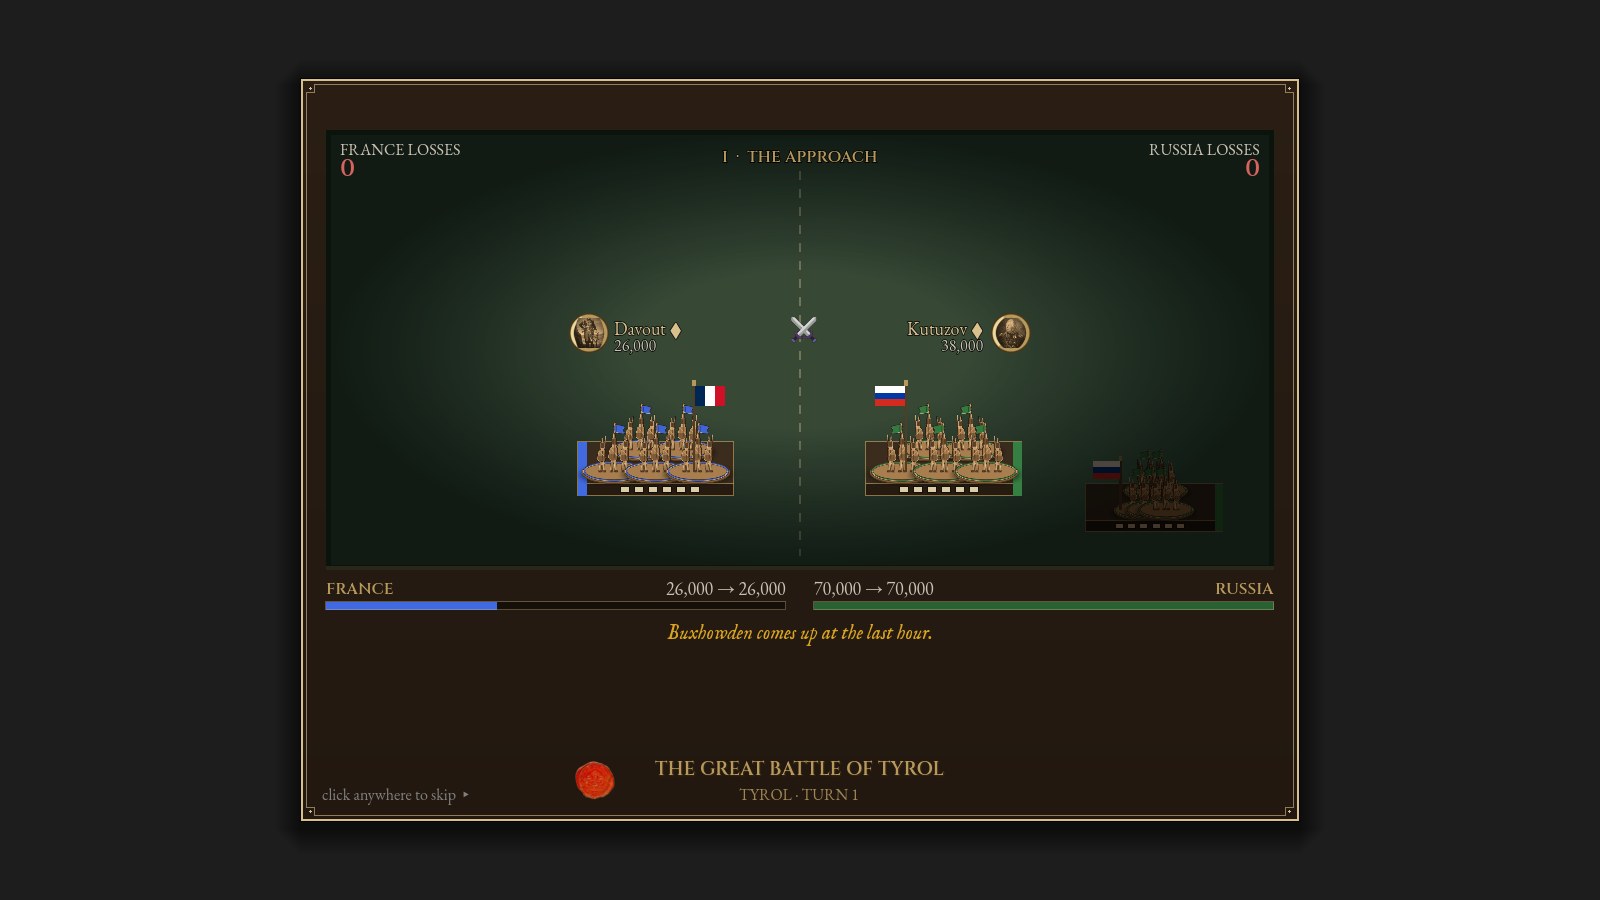 FRANCE LOSSES
0
I · THE APPROACH
RUSSIA LOSSES
0
Davout
26,000
Kutuzov
38,000
FRANCE
26,000 → 26,000
70,000 → 70,000
RUSSIA
Buxhowden comes up at the last hour.
THE GREAT BATTLE OF TYROL
TYROL · TURN 1
click anywhere to skip ▸